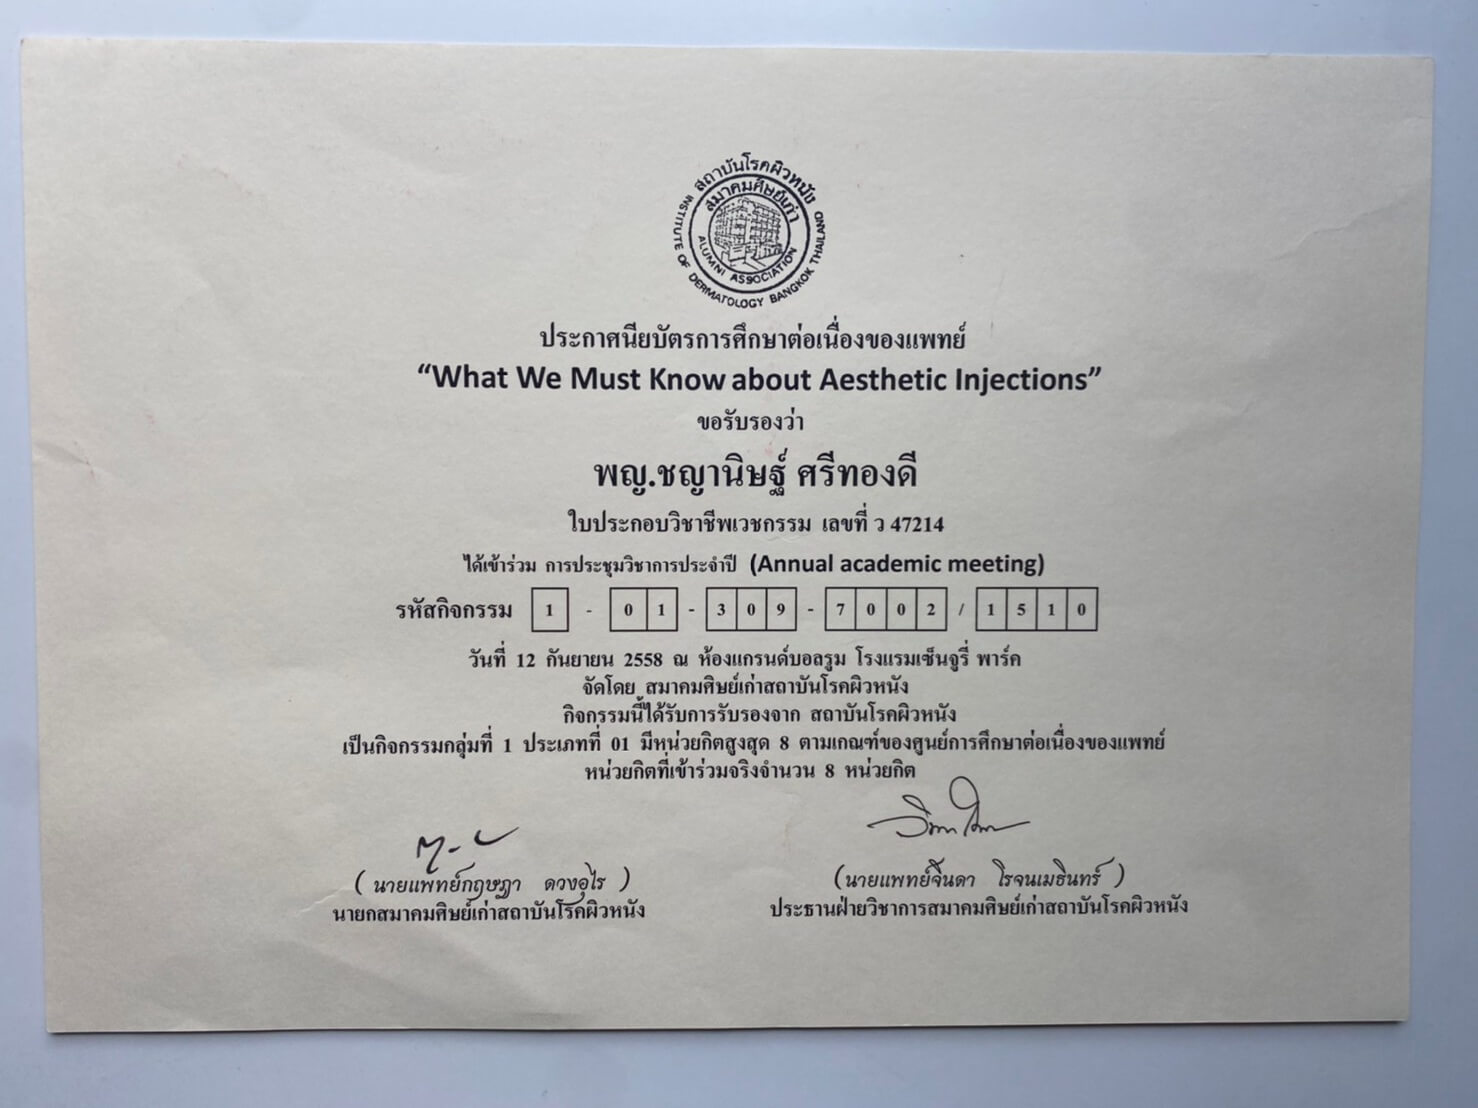 สถาบันโรคผิวหนัง
สมาคมศิษย์เก่า
ALUMNI ASSOCIATION
INSTITUTE OF DERMATOLOGY BANGKOK THAILAND
ประกาศนียบัตรการศึกษาต่อเนื่องของแพทย์
“What We Must Know about Aesthetic Injections”
ขอรับรองว่า
พญ.ชญานิษฐ์ ศรีทองดี
ใบประกอบวิชาชีพเวชกรรม เลขที่ ว 47214
ได้เข้าร่วม การประชุมวิชาการประจำปี (Annual academic meeting)
รหัสกิจกรรม 1 - 0 1 - 3 0 9 - 7 0 0 2 / 1 5 1 0
วันที่ 12 กันยายน 2558 ณ ห้องแกรนด์บอลรูม โรงแรมเซ็นจูรี่ พาร์ค
จัดโดย สมาคมศิษย์เก่าสถาบันโรคผิวหนัง
กิจกรรมนี้ได้รับการรับรองจาก สถาบันโรคผิวหนัง
เป็นกิจกรรมกลุ่มที่ 1 ประเภทที่ 01 มีหน่วยกิตสูงสุด 8 ตามเกณฑ์ของศูนย์การศึกษาต่อเนื่องของแพทย์
หน่วยกิตที่เข้าร่วมจริงจำนวน 8 หน่วยกิต
( นายแพทย์กฤษฎา ดวงอุไร )
นายกสมาคมศิษย์เก่าสถาบันโรคผิวหนัง
(นายแพทย์จินดา โรจนเมธินทร์ )
ประธานฝ่ายวิชาการสมาคมศิษย์เก่าสถาบันโรคผิวหนัง